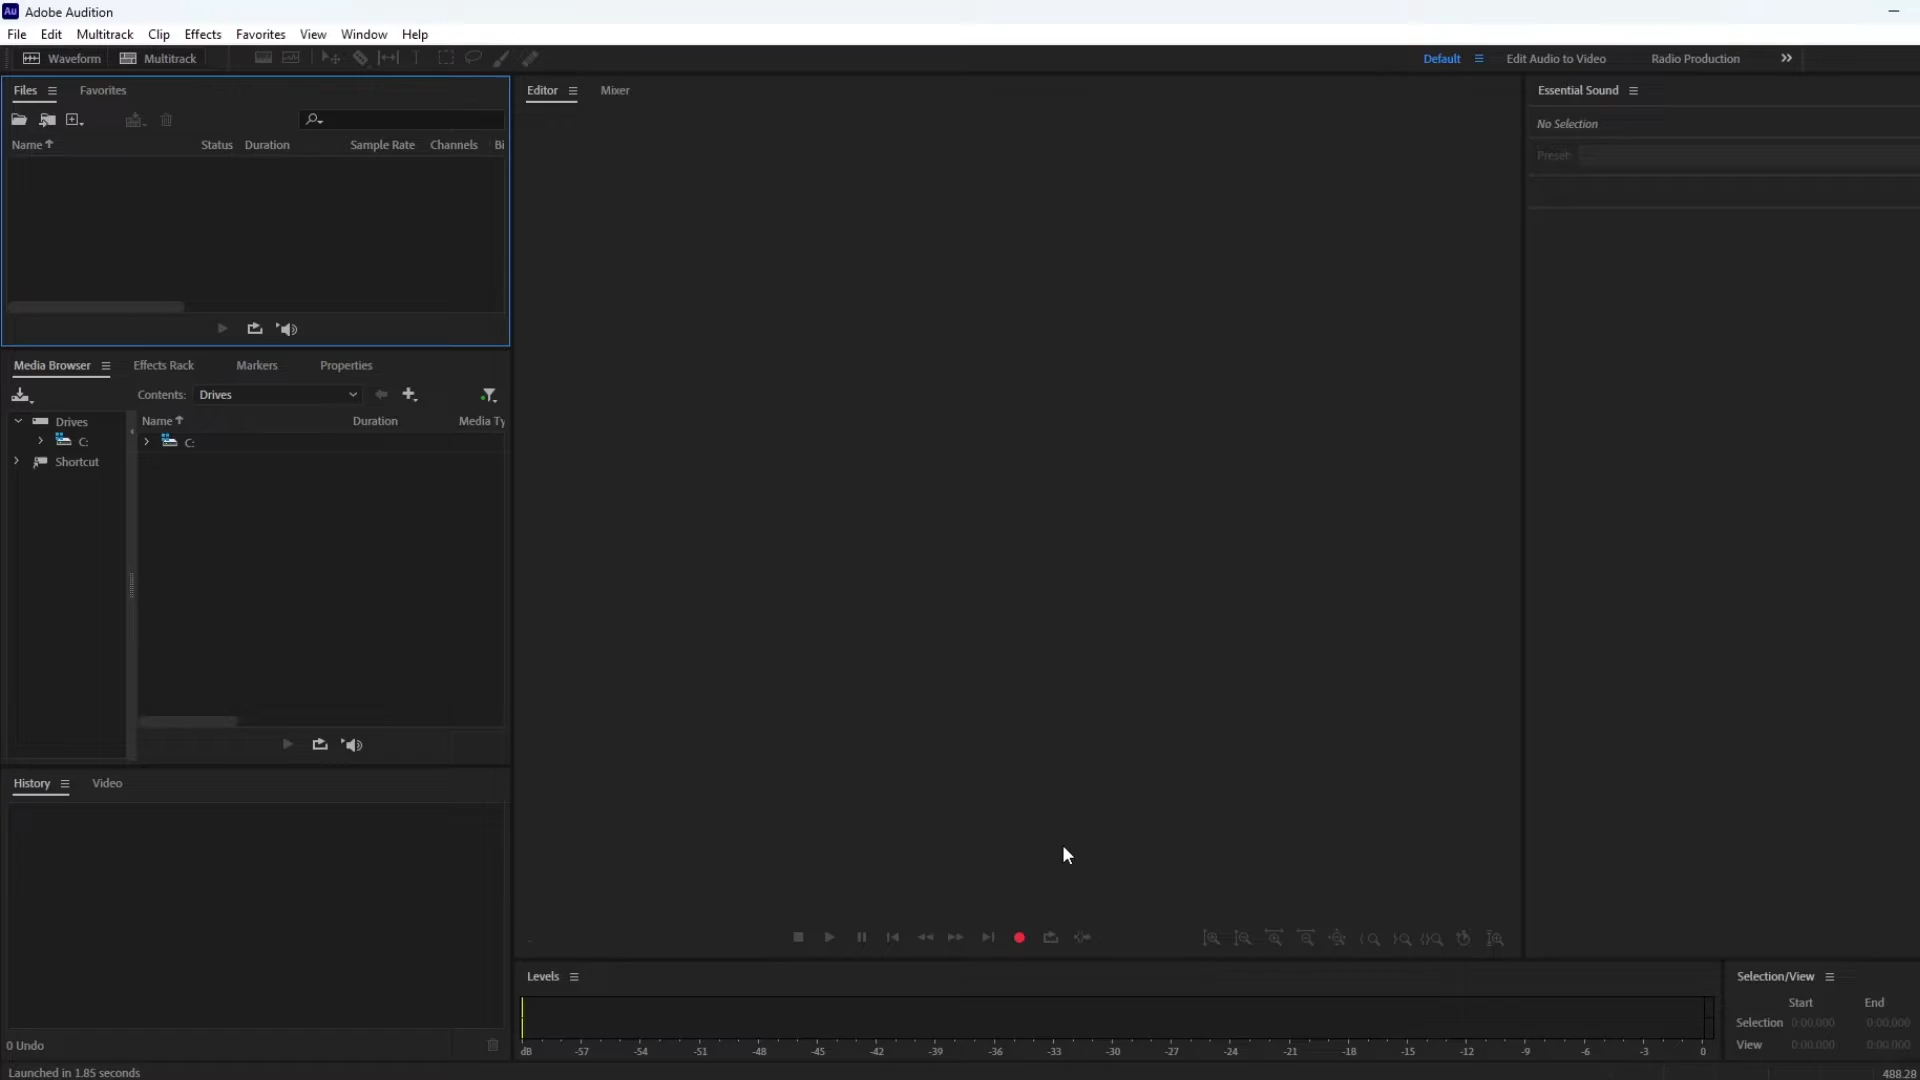 Au Adobe Audition
File Edit Multitrack Clip Effects Favorites View Window Help
Waveform Multitrack T Default Edit Audio to Video Radio Production
Files Favorites
Editor Mixer
Essential Sound
No Selection
Name Status Duration Sample Rate Channels Bi
Preset:
Media Browser Effects Rack Markers Properties
Contents: Drives
Drives
C:
Shortcut
Name Duration Media Ty
C:
History Video
0 Undo
Levels
dB -57 -54 -51 -48 -45 -42 -39 -36 -33 -30 -27 -24 -21 -18 -15 -12 -9 -6 -3 0
Selection/View
Start End
Selection 0:00.000 0:00.000
View 0:00.000 0:00.000
Launched in 1.85 seconds
488.28